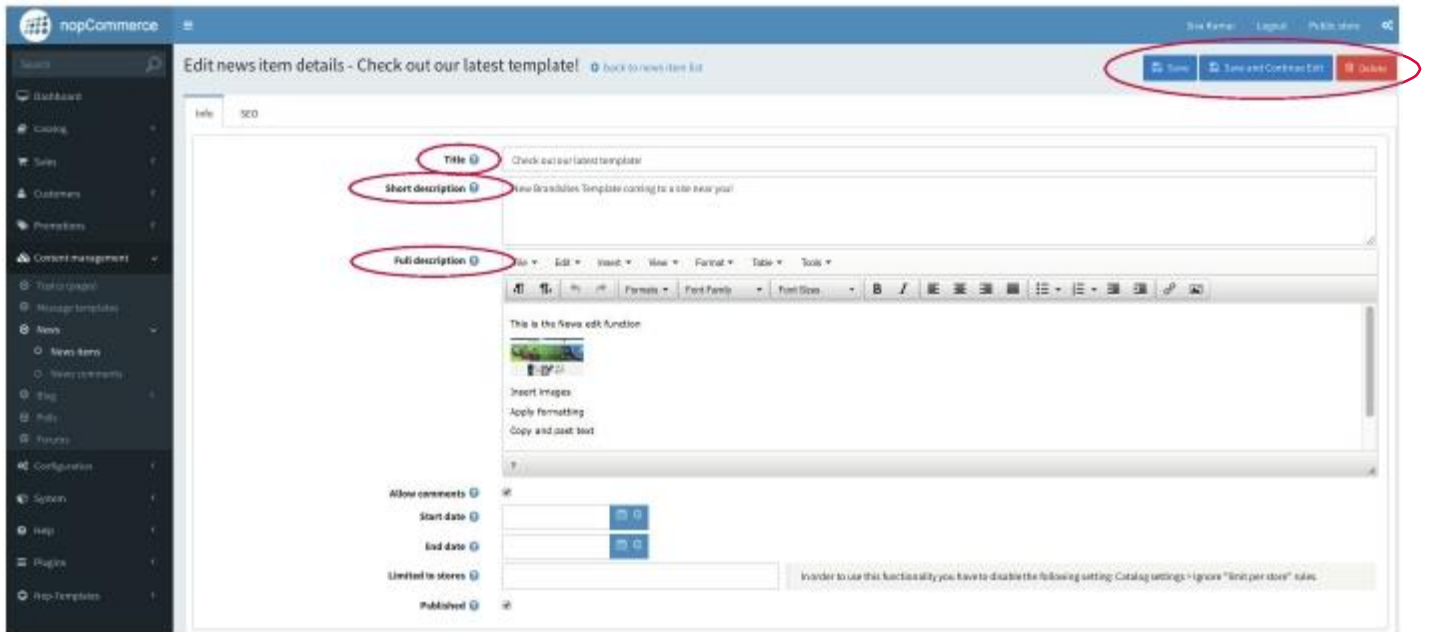 nopCommerce
Logout Public store
Search
Edit news item details - Check out our latest template! back to news item list
Save Save and Continue Edit Delete
Dashboard
Catalog
Sales
Customers
Promotions
Content management
Topics (pages)
Message templates
News
News items
News comments
Blog
Polls
Forums
Configuration
System
Help
Plugins
Nop-Templates
Info SEO
Title Check out our latest template!
Short description New Brandsites Template coming to a site near you!
Full description File Edit Insert View Format Table Tools
Formats Font Family Font Sizes B I
This is the News edit function
Insert images
Apply formatting
Copy and past text
Allow comments
Start date
End date
Limited to stores In order to use this functionality you have to disable the following setting: Catalog settings > Ignore "limit per store" rules.
Published